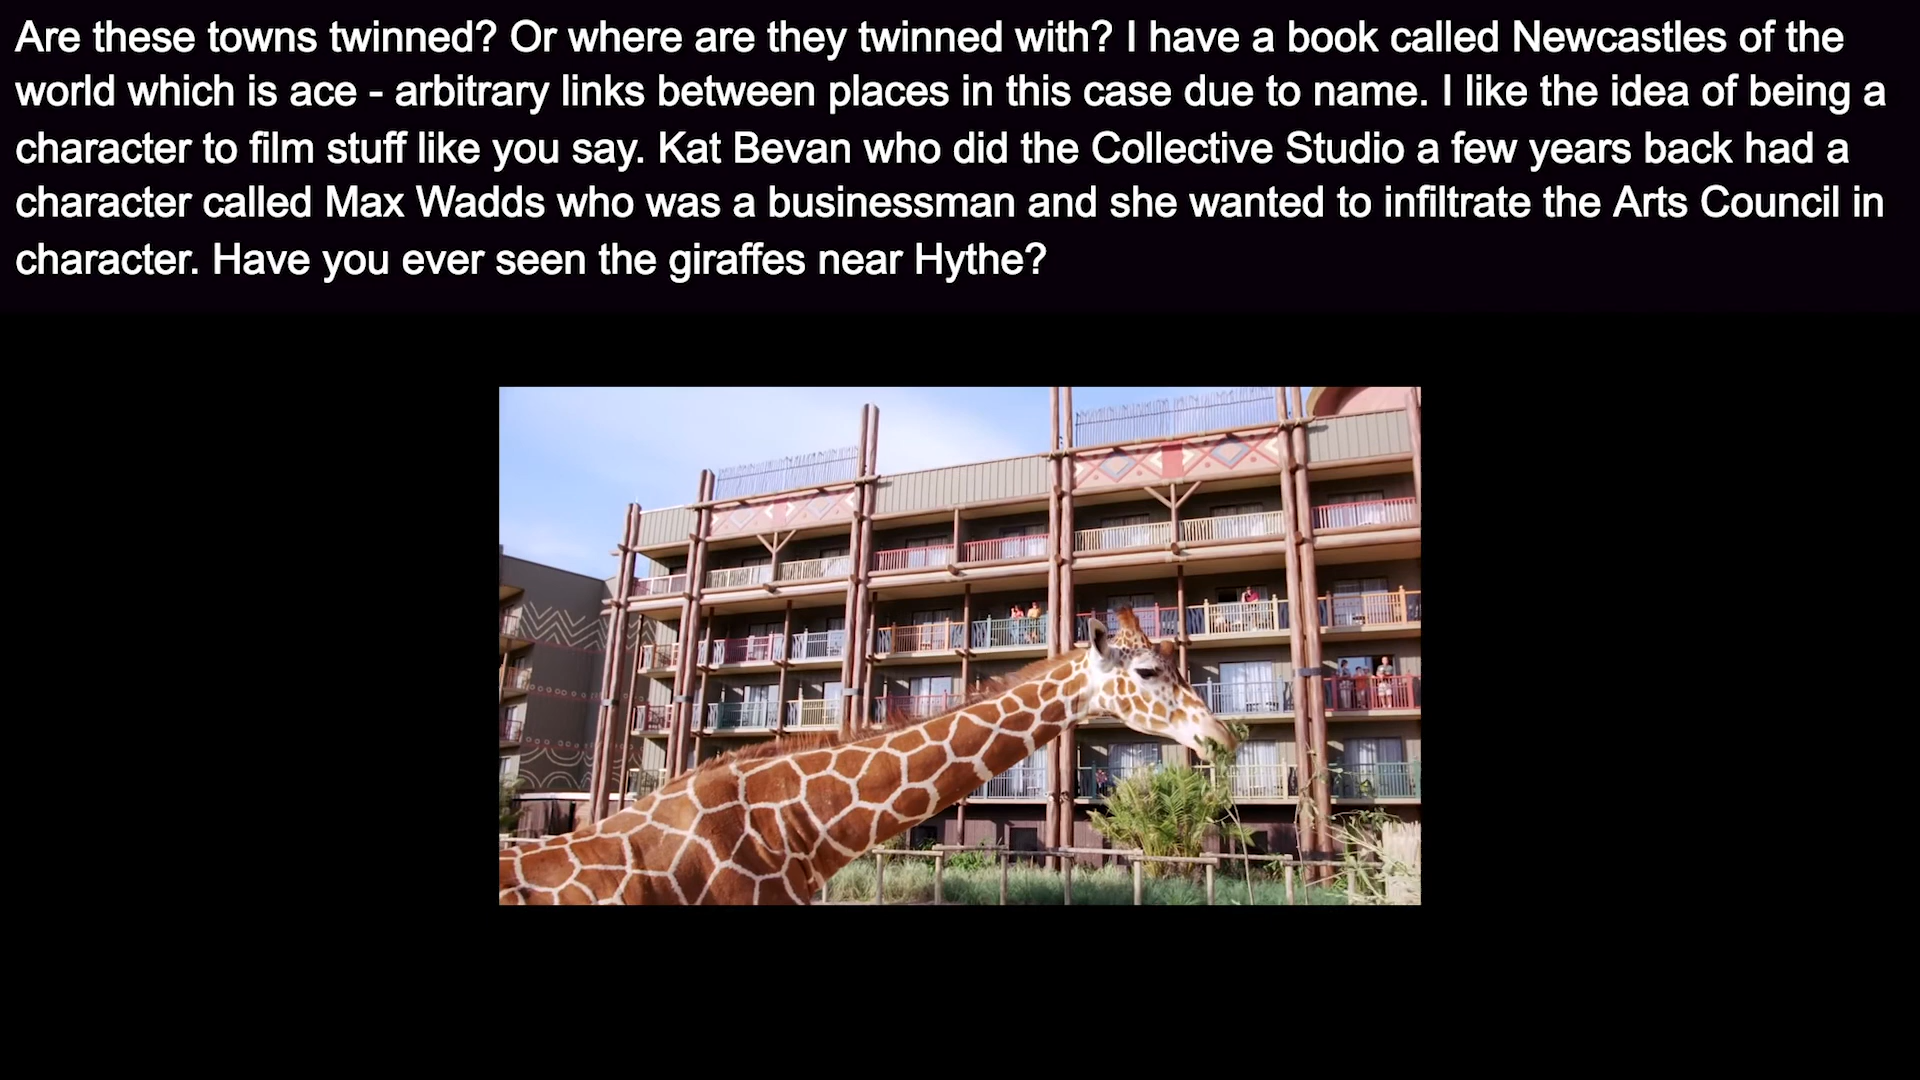 Are these towns twinned? Or where are they twinned with? I have a book called Newcastles of the
world which is ace - arbitrary links between places in this case due to name. I like the idea of being a
character to film stuff like you say. Kat Bevan who did the Collective Studio a few years back had a
character called Max Wadds who was a businessman and she wanted to infiltrate the Arts Council in
character. Have you ever seen the giraffes near Hythe?